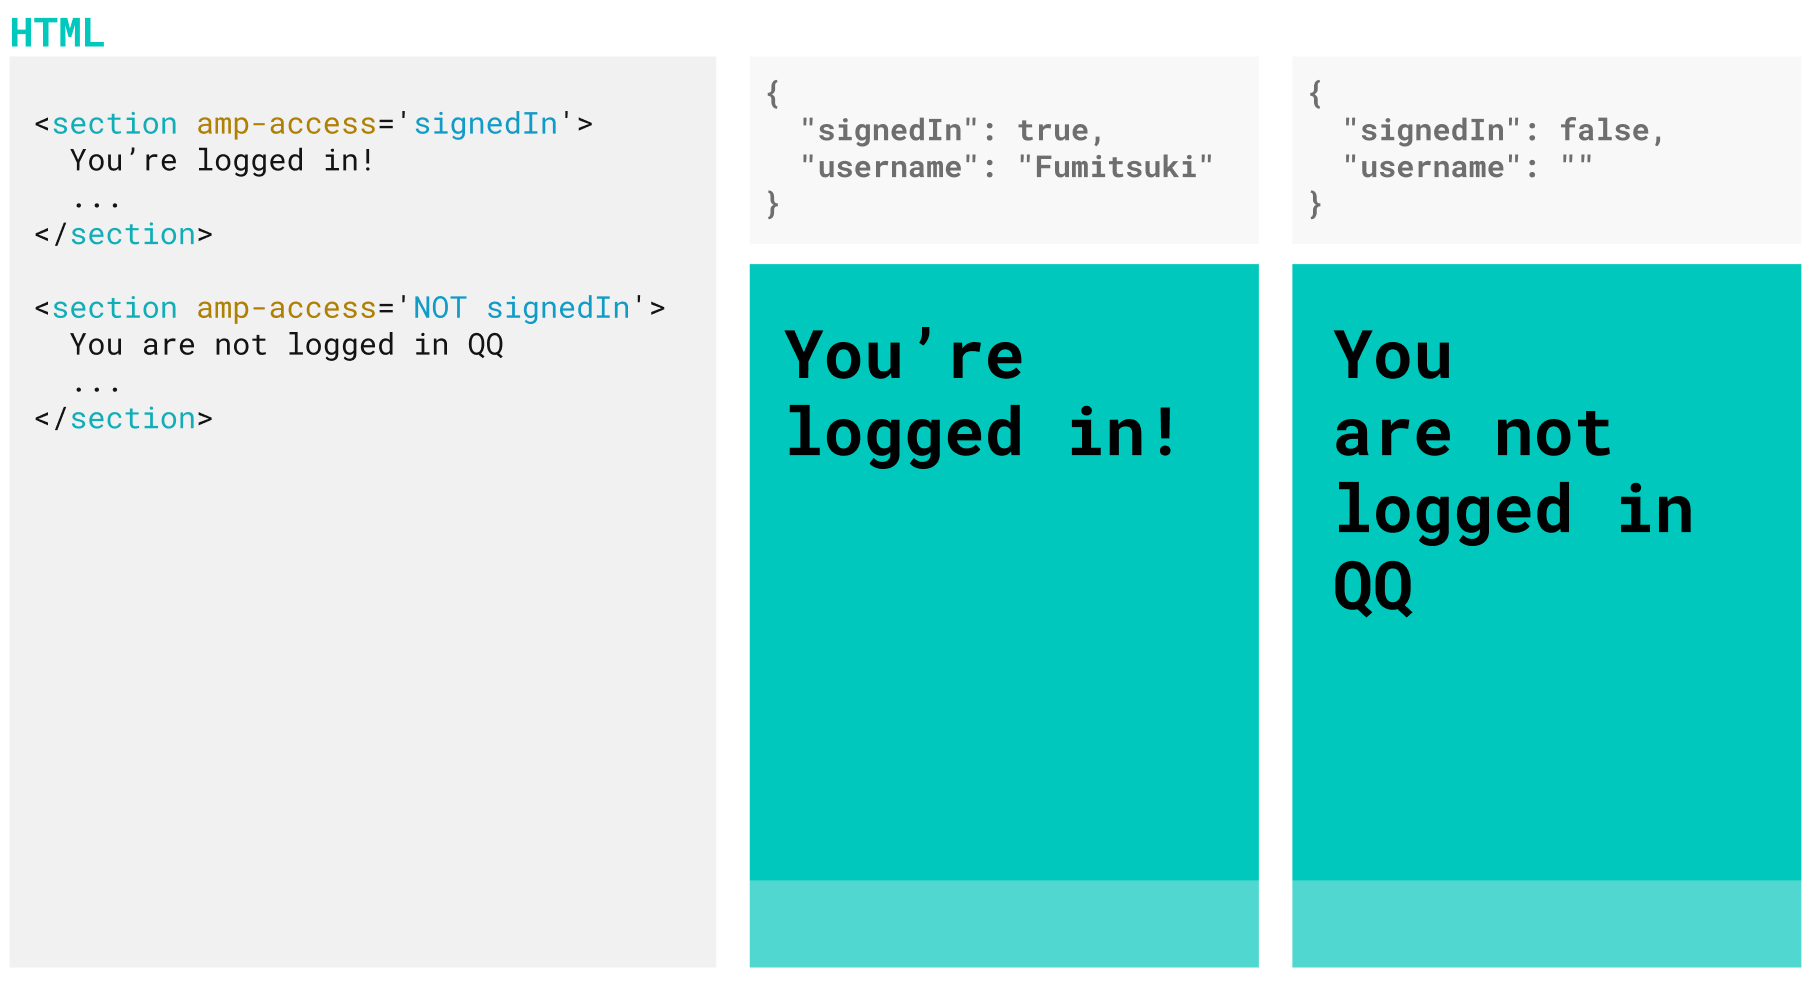 HTML
<section amp-access='signedIn'>
You’re logged in!
...
</section>
<section amp-access='NOT signedIn'>
You are not logged in QQ
...
</section>
{
"signedIn": true,
"username": "Fumitsuki"
}
You’re
logged in!
{
"signedIn": false,
"username": ""
}
You
are not
logged in
QQ